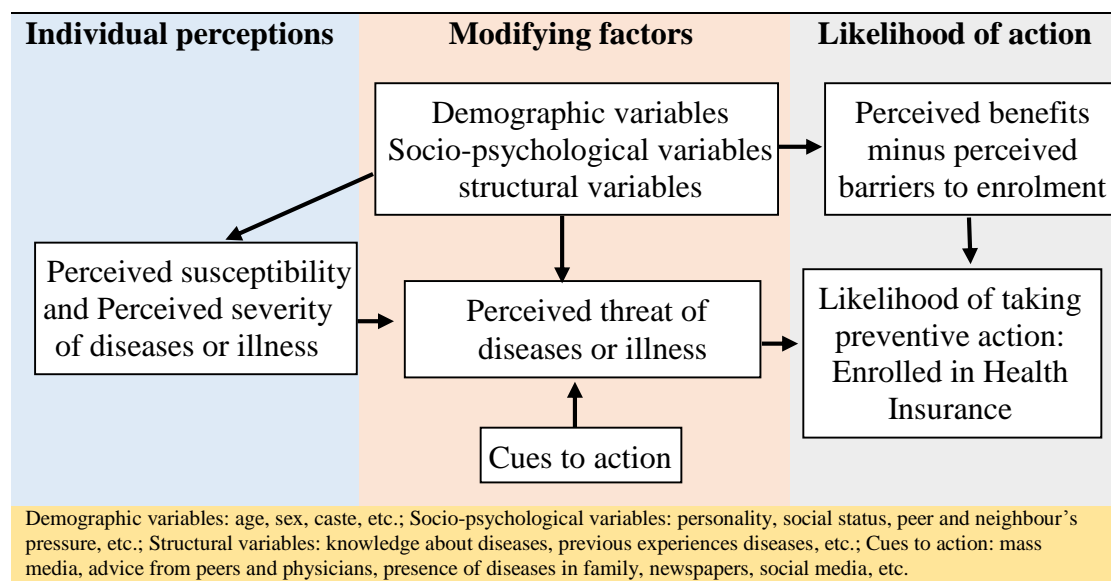 Individual perceptions
Modifying factors
Likelihood of action
Demographic variables
Socio-psychological variables
structural variables
Perceived benefits
minus perceived
barriers to enrolment
Perceived susceptibility
and Perceived severity
of diseases or illness
Perceived threat of
diseases or illness
Likelihood of taking
preventive action:
Enrolled in Health
Insurance
Cues to action
Demographic variables: age, sex, caste, etc.; Socio-psychological variables: personality, social status, peer and neighbour’s
pressure, etc.; Structural variables: knowledge about diseases, previous experiences diseases, etc.; Cues to action: mass
media, advice from peers and physicians, presence of diseases in family, newspapers, social media, etc.